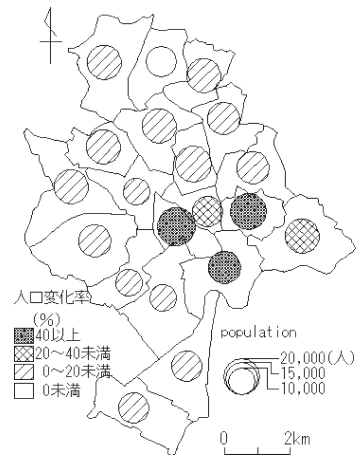 人口変化率
(%)
40以上
20～40未満
0～20未満
0未満
population
20,000(人)
15,000
10,000
0 2km